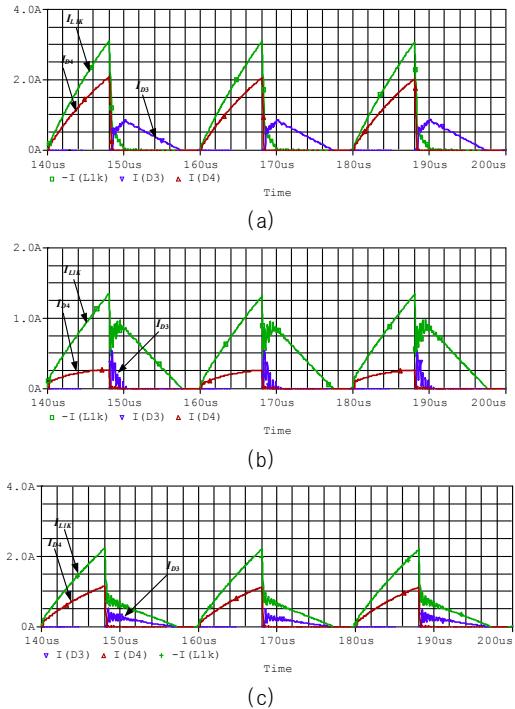 4.0A
I_L1K
I_D4
2.0A
I_D3
0A
140us 150us 160us 170us 180us 190us 200us
-I(L1k) I(D3) I(D4)
Time
(a)
2.0A
I_L1K
I_D4
1.0A
I_D3
0A
140us 150us 160us 170us 180us 190us 200us
-I(L1k) I(D3) I(D4)
Time
(b)
4.0A
I_L1K
I_D4
2.0A
I_D3
0A
140us 150us 160us 170us 180us 190us 200us
I(D3) I(D4) -I(L1k)
Time
(c)